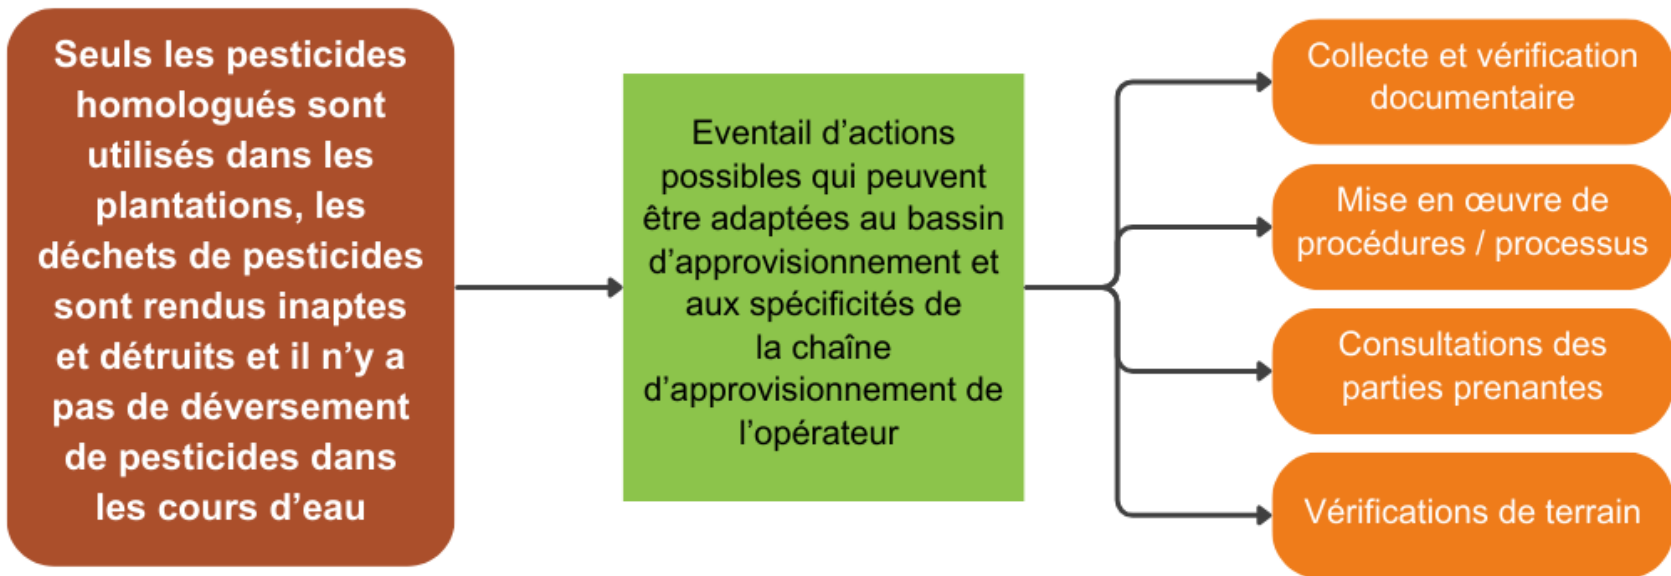 Seuls les pesticides
homologués sont
utilisés dans les
plantations, les
déchets de pesticides
sont rendus inaptes
et détruits et il n’y a
pas de déversement
de pesticides dans
les cours d’eau
Eventail d’actions
possibles qui peuvent
être adaptées au bassin
d’approvisionnement et
aux spécificités de
la chaîne
d’approvisionnement de
l’opérateur
Collecte et vérification
documentaire
Mise en œuvre de
procédures / processus
Consultations des
parties prenantes
Vérifications de terrain